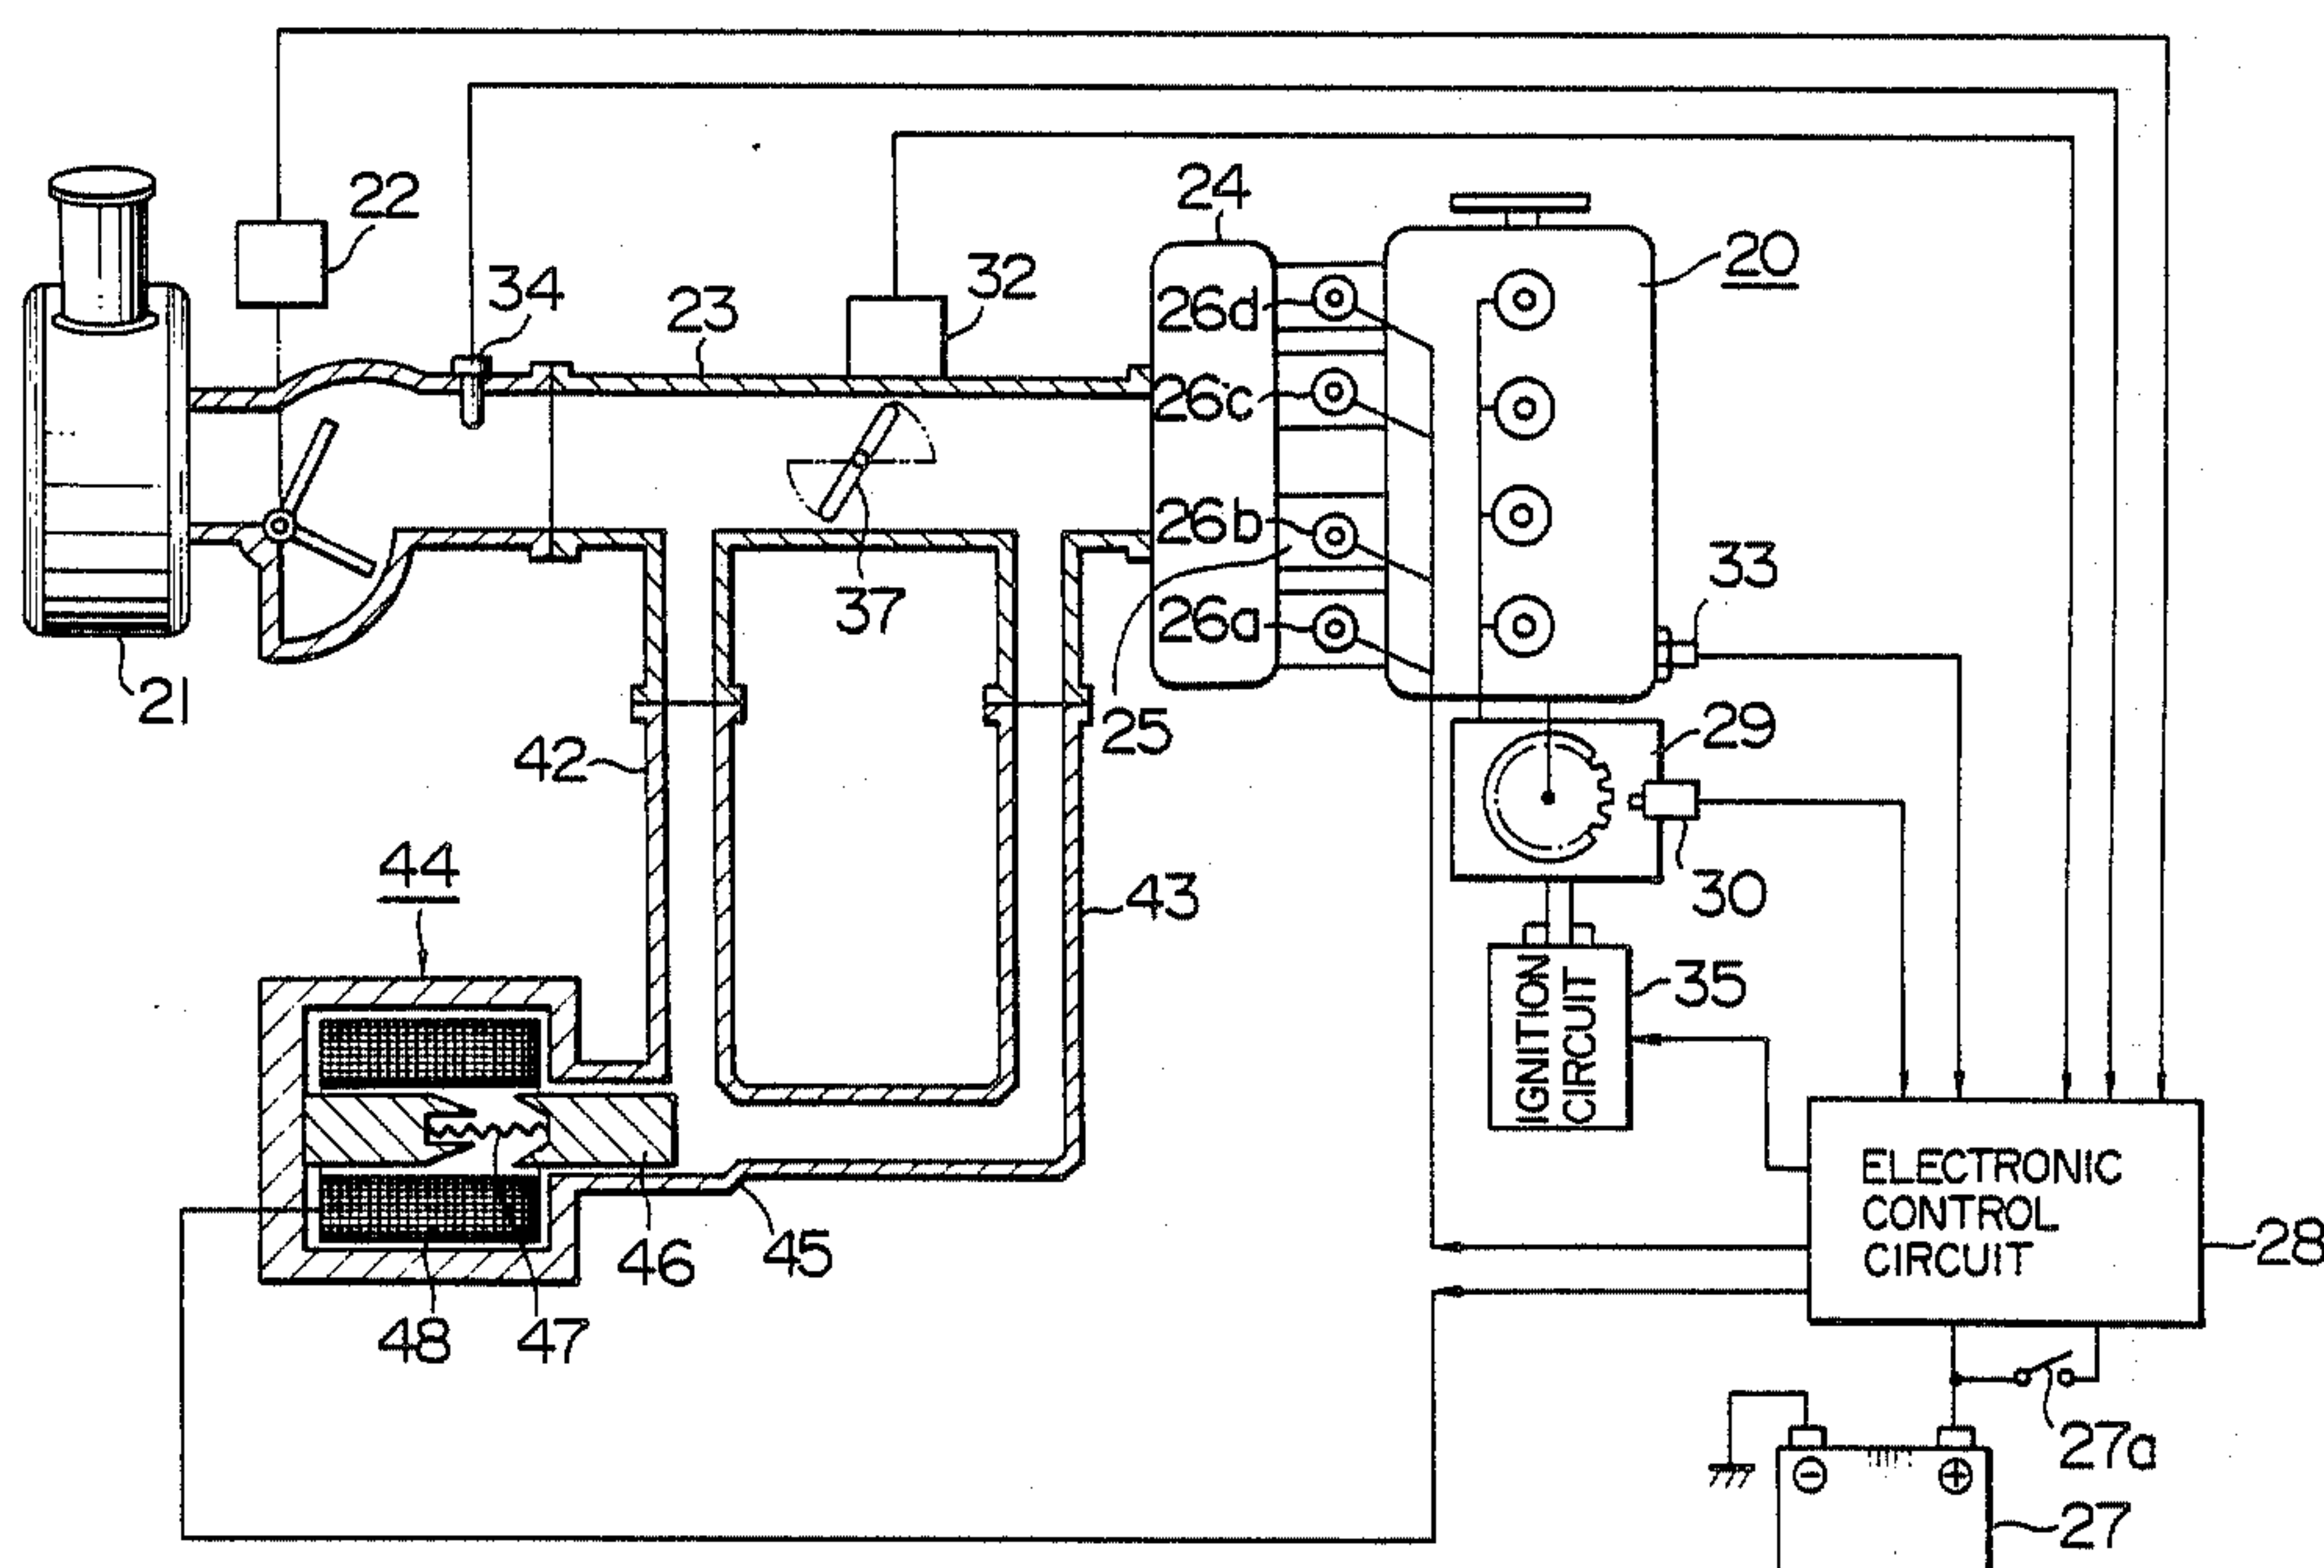 22
24
34
23
32
26d
20
26c
26b
33
37
26a
21
25
29
42
44
43
30
IGNITION
CIRCUIT
35
ELECTRONIC
CONTROL
CIRCUIT
28
46
45
48
47
27a
−
+
27